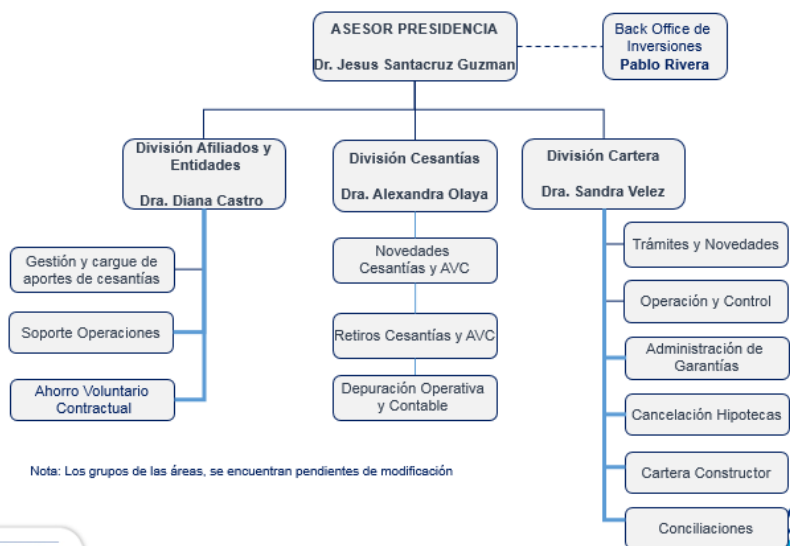 ASESOR PRESIDENCIA
Dr. Jesus Santacruz Guzman
Back Office de
Inversiones
Pablo Rivera
División Afiliados y
Entidades
Dra. Diana Castro
División Cesantías
Dra. Alexandra Olaya
División Cartera
Dra. Sandra Velez
Gestión y cargue de
aportes de cesantías
Soporte Operaciones
Ahorro Voluntario
Contractual
Novedades
Cesantías y AVC
Retiros Cesantías y AVC
Depuración Operativa
y Contable
Trámites y Novedades
Operación y Control
Administración de
Garantías
Cancelación Hipotecas
Cartera Constructor
Conciliaciones
Nota: Los grupos de las áreas, se encuentran pendientes de modificación